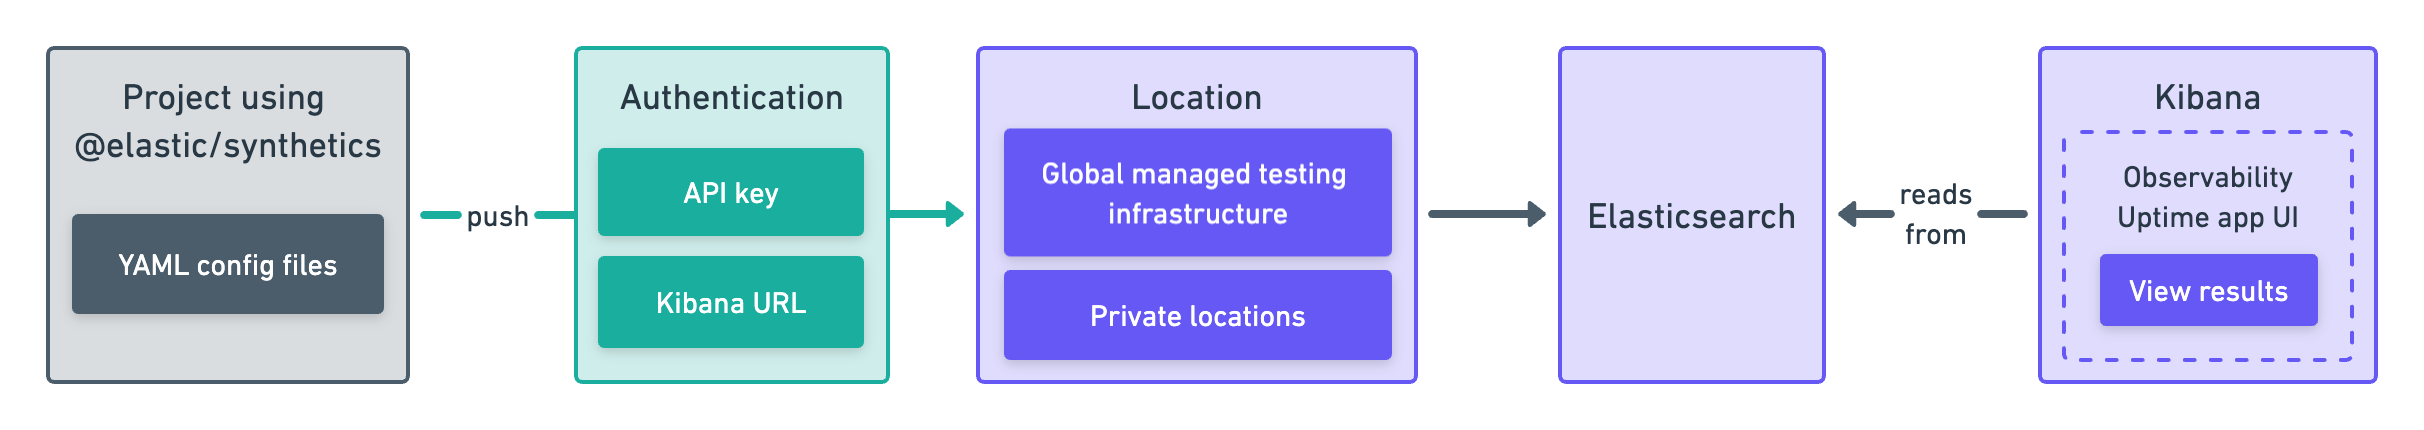 Project using
@elastic/synthetics
YAML config files
push
Authentication
API key
Kibana URL
Location
Global managed testing
infrastructure
Private locations
Elasticsearch
reads
from
Kibana
Observability
Uptime app UI
View results